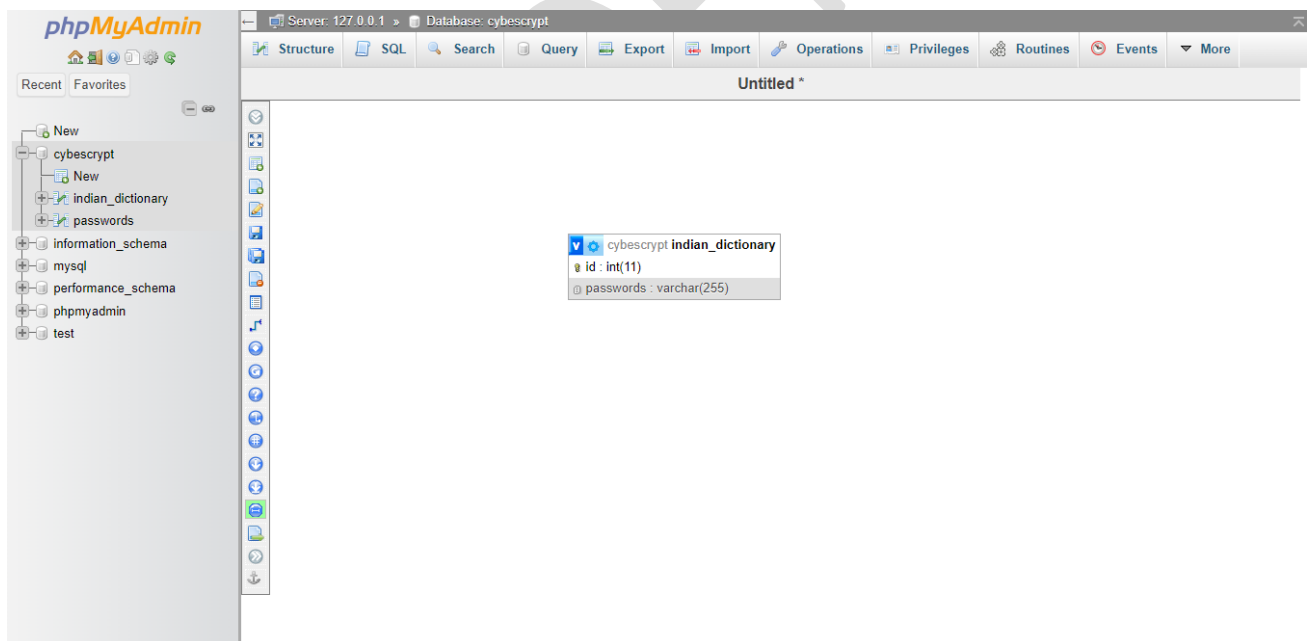 phpMyAdmin
Recent Favorites
New
cybescrypt
New
indian_dictionary
passwords
information_schema
mysql
performance_schema
phpmyadmin
test
Server: 127.0.0.1 » Database: cybescrypt
Structure SQL Search Query Export Import Operations Privileges Routines Events More
Untitled *
cybescrypt indian_dictionary
id : int(11)
passwords : varchar(255)